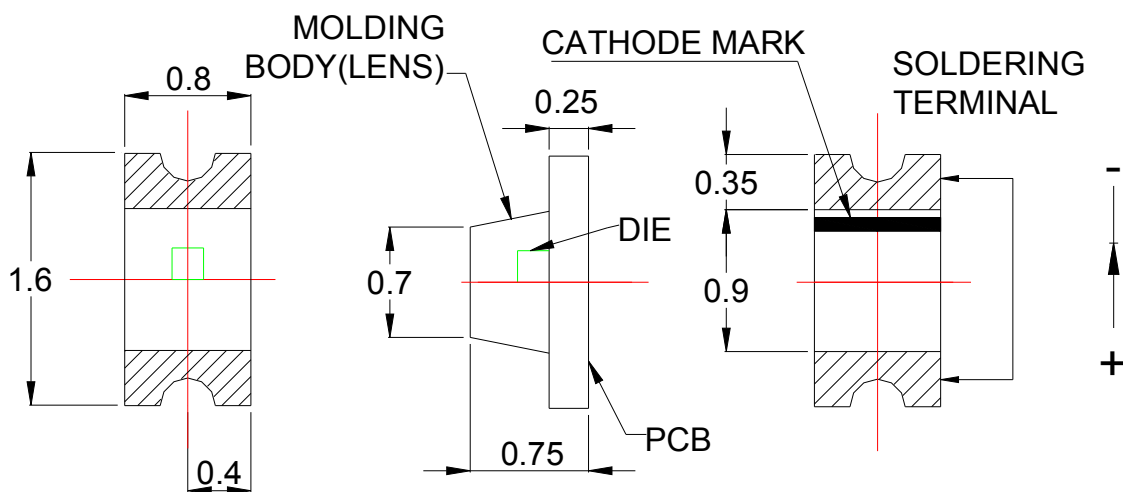 MOLDING
BODY(LENS)
CATHODE MARK
SOLDERING
TERMINAL
0.8
0.25
0.35
-
DIE
1.6
0.7
0.9
+
PCB
0.75
0.4